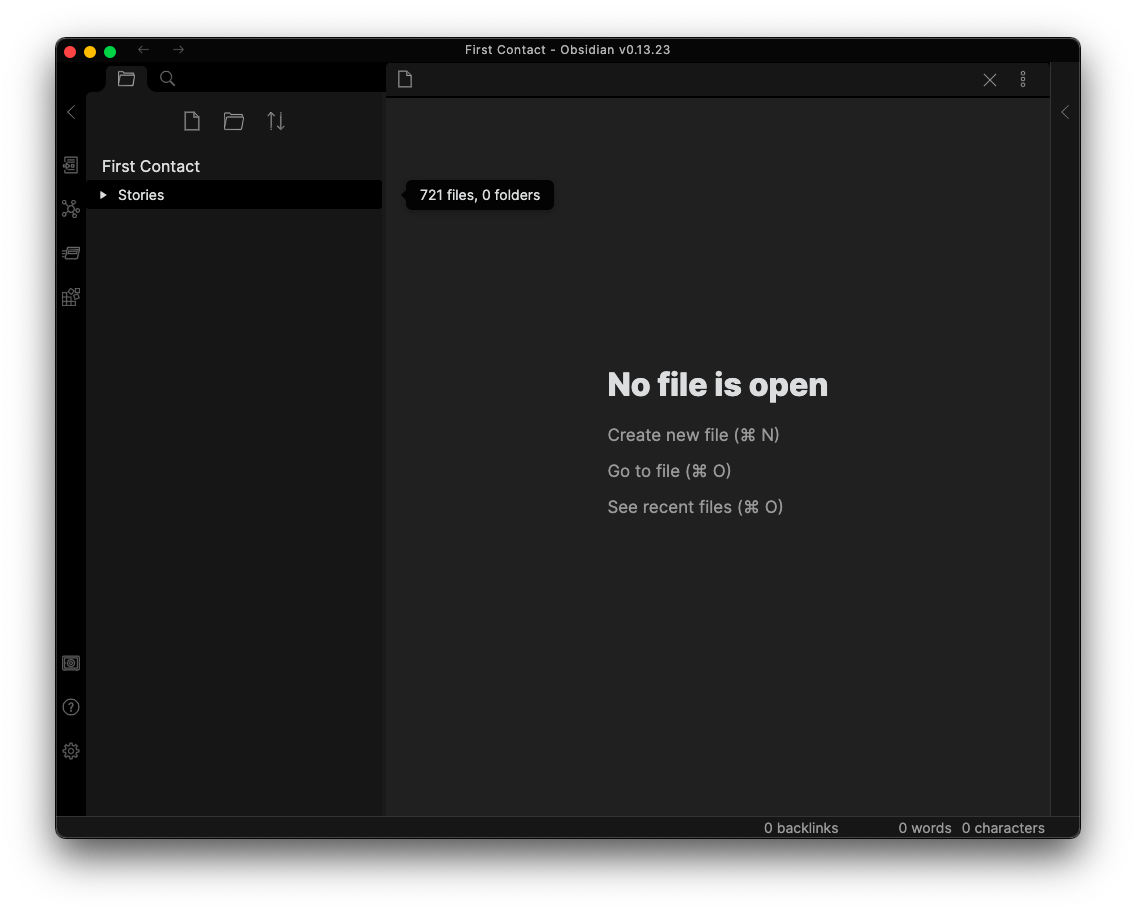 First Contact - Obsidian v0.13.23
First Contact
Stories
721 files, 0 folders
No file is open
Create new file (⌘ N)
Go to file (⌘ O)
See recent files (⌘ O)
0 backlinks 0 words 0 characters